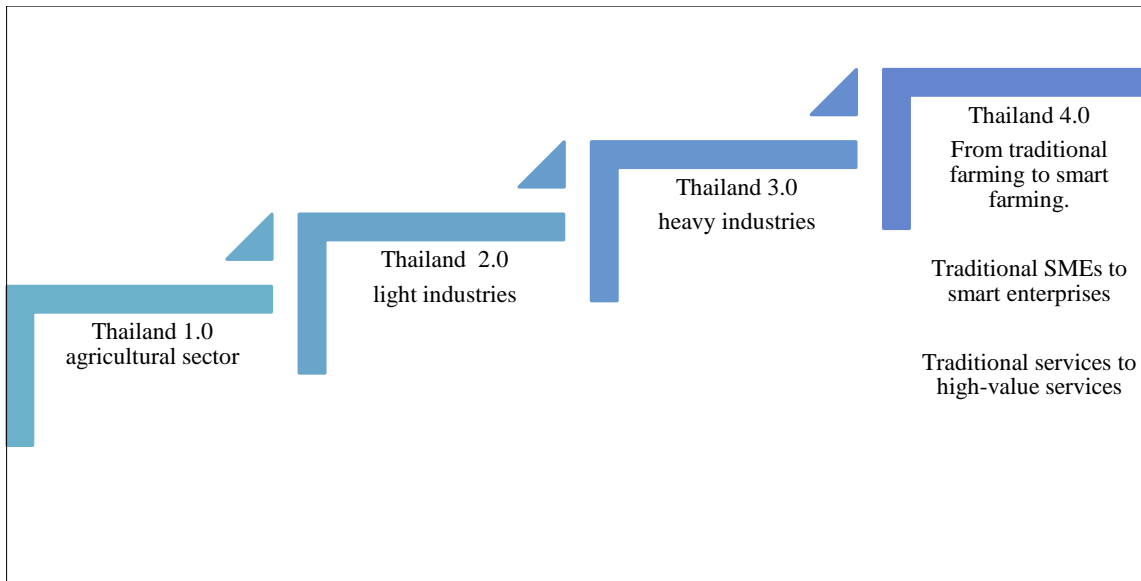 Thailand 1.0
agricultural sector
Thailand 2.0
light industries
Thailand 3.0
heavy industries
Thailand 4.0
From traditional
farming to smart
farming.
Traditional SMEs to
smart enterprises
Traditional services to
high-value services